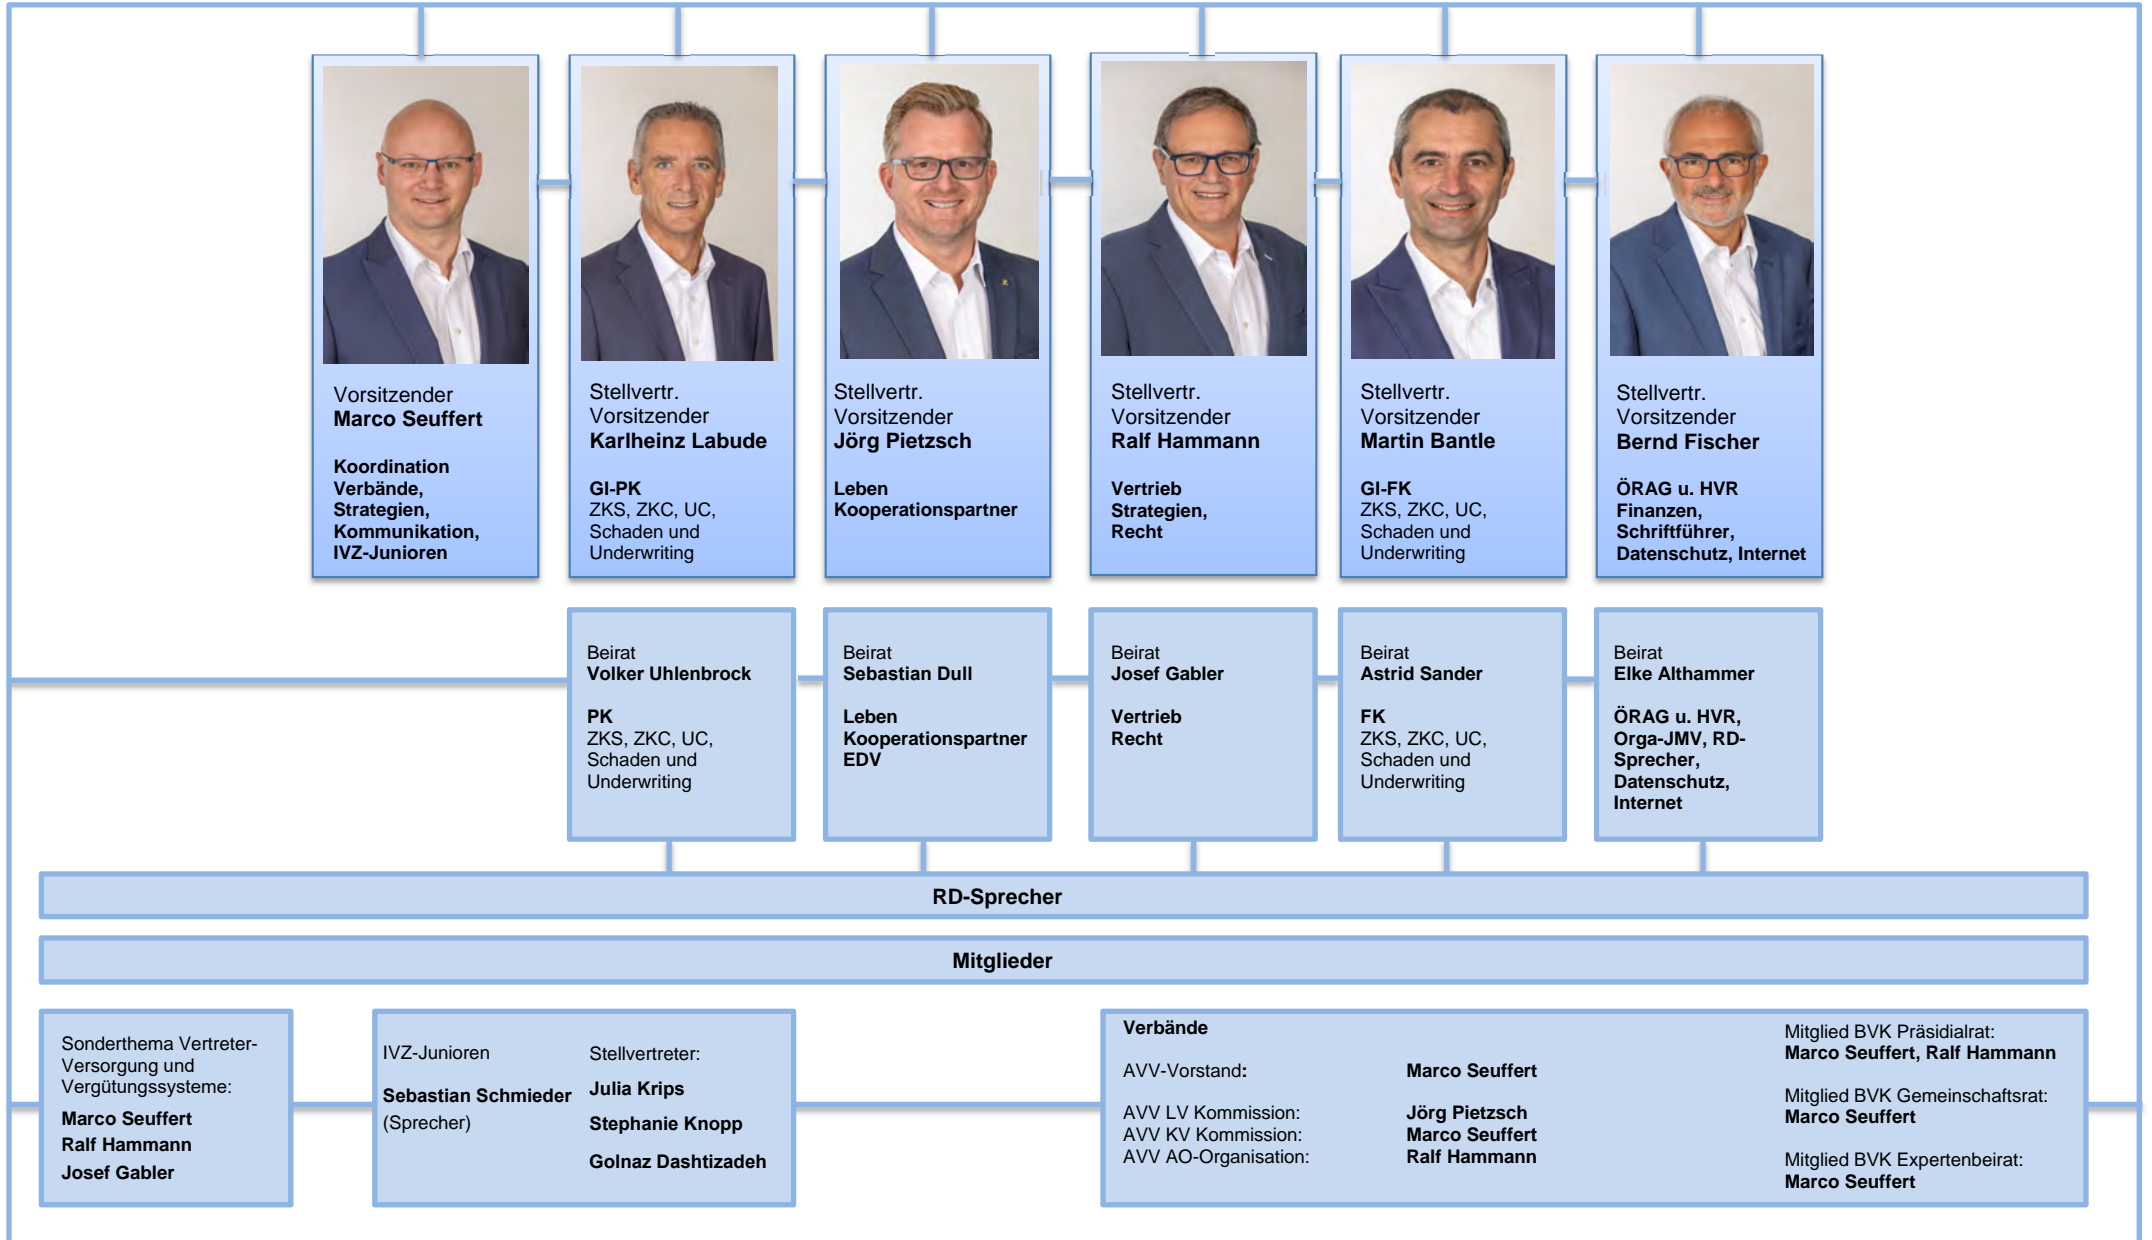 Vorsitzender
Marco Seuffert
Koordination
Verbände,
Strategien,
Kommunikation,
IVZ-Junioren
Stellvertr.
Vorsitzender
Karlheinz Labude
GI-PK
ZKS, ZKC, UC,
Schaden und
Underwriting
Stellvertr.
Vorsitzender
Jörg Pietzsch
Leben
Kooperationspartner
Stellvertr.
Vorsitzender
Ralf Hammann
Vertrieb
Strategien,
Recht
Stellvertr.
Vorsitzender
Martin Bantle
GI-FK
ZKS, ZKC, UC,
Schaden und
Underwriting
Stellvertr.
Vorsitzender
Bernd Fischer
ÖRAG u. HVR
Finanzen,
Schriftführer,
Datenschutz, Internet
Beirat
Volker Uhlenbrock
PK
ZKS, ZKC, UC,
Schaden und
Underwriting
Beirat
Sebastian Dull
Leben
Kooperationspartner
EDV
Beirat
Josef Gabler
Vertrieb
Recht
Beirat
Astrid Sander
FK
ZKS, ZKC, UC,
Schaden und
Underwriting
Beirat
Elke Althammer
ÖRAG u. HVR,
Orga-JMV, RD-
Sprecher,
Datenschutz,
Internet
RD-Sprecher
Mitglieder
Sonderthema Vertreter-
Versorgung und
Vergütungssysteme:
Marco Seuffert
Ralf Hammann
Josef Gabler
IVZ-Junioren
Sebastian Schmieder
(Sprecher)
Stellvertreter:
Julia Krips
Stephanie Knopp
Golnaz Dashtizadeh
Verbände
AVV-Vorstand: Marco Seuffert
AVV LV Kommission: Jörg Pietzsch
AVV KV Kommission: Marco Seuffert
AVV AO-Organisation: Ralf Hammann
Mitglied BVK Präsidialrat:
Marco Seuffert, Ralf Hammann
Mitglied BVK Gemeinschaftsrat:
Marco Seuffert
Mitglied BVK Expertenbeirat:
Marco Seuffert